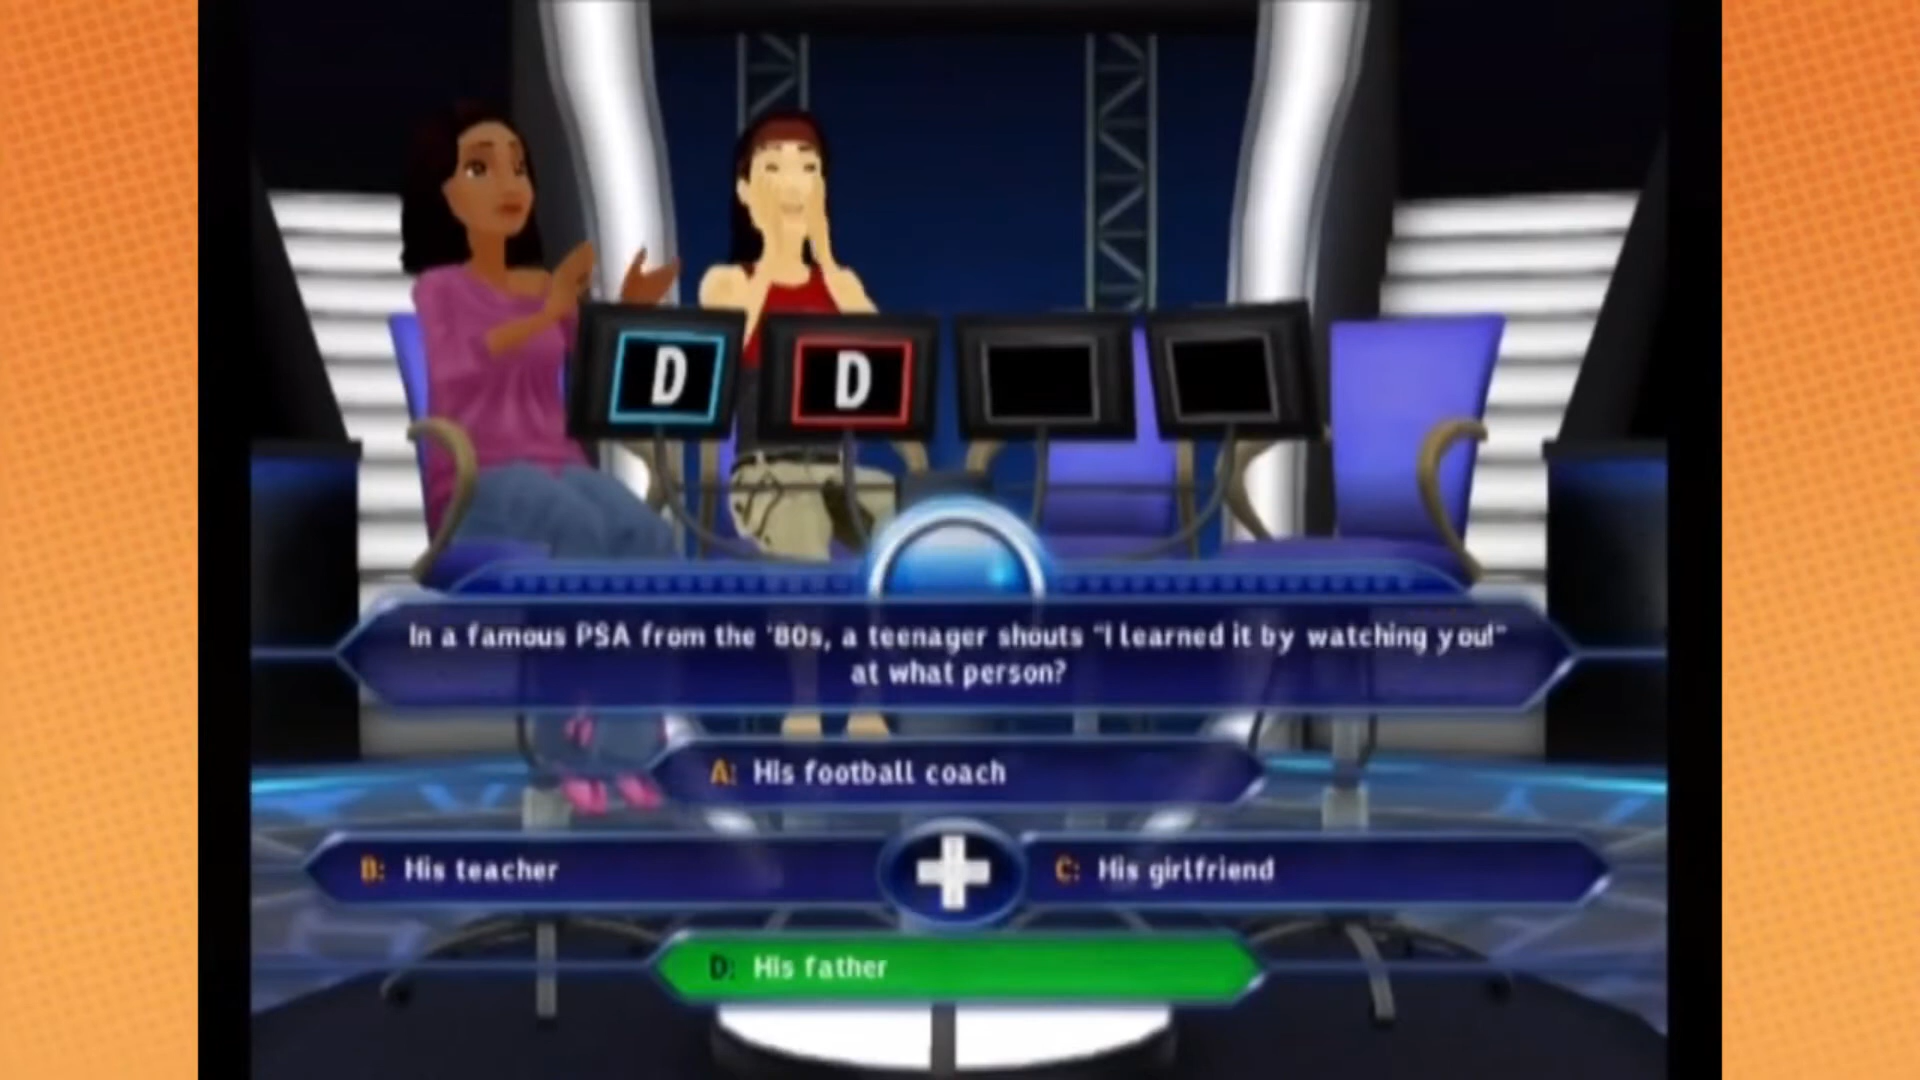 D
D
In a famous PSA from the '80s, a teenager shouts "I learned it by watching you!"
at what person?
A: His football coach
B: His teacher
C: His girlfriend
D: His father